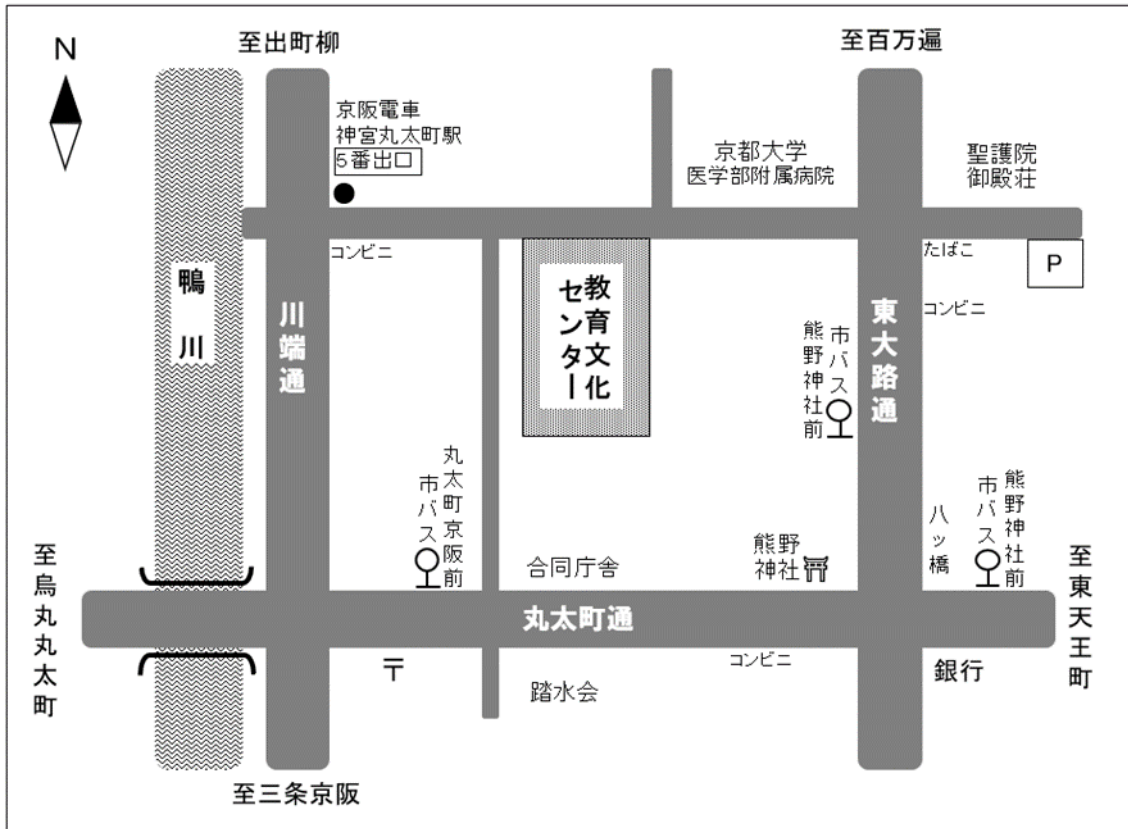 N
至出町柳
至百万遍
京阪電車
神宮丸太町駅
5番出口
京都大学
医学部附属病院
聖護院
御殿荘
コンビニ
たばこ
P
鴨川
川端通
教育文化
センター
東大路通
コンビニ
市バス
熊野神社前
丸太町京阪前
市バス
合同庁舎
熊野
神社
八ッ橋
熊野神社前
市バス
至烏丸丸太町
丸太町通
至東天王町
〒
コンビニ
銀行
踏水会
至三条京阪